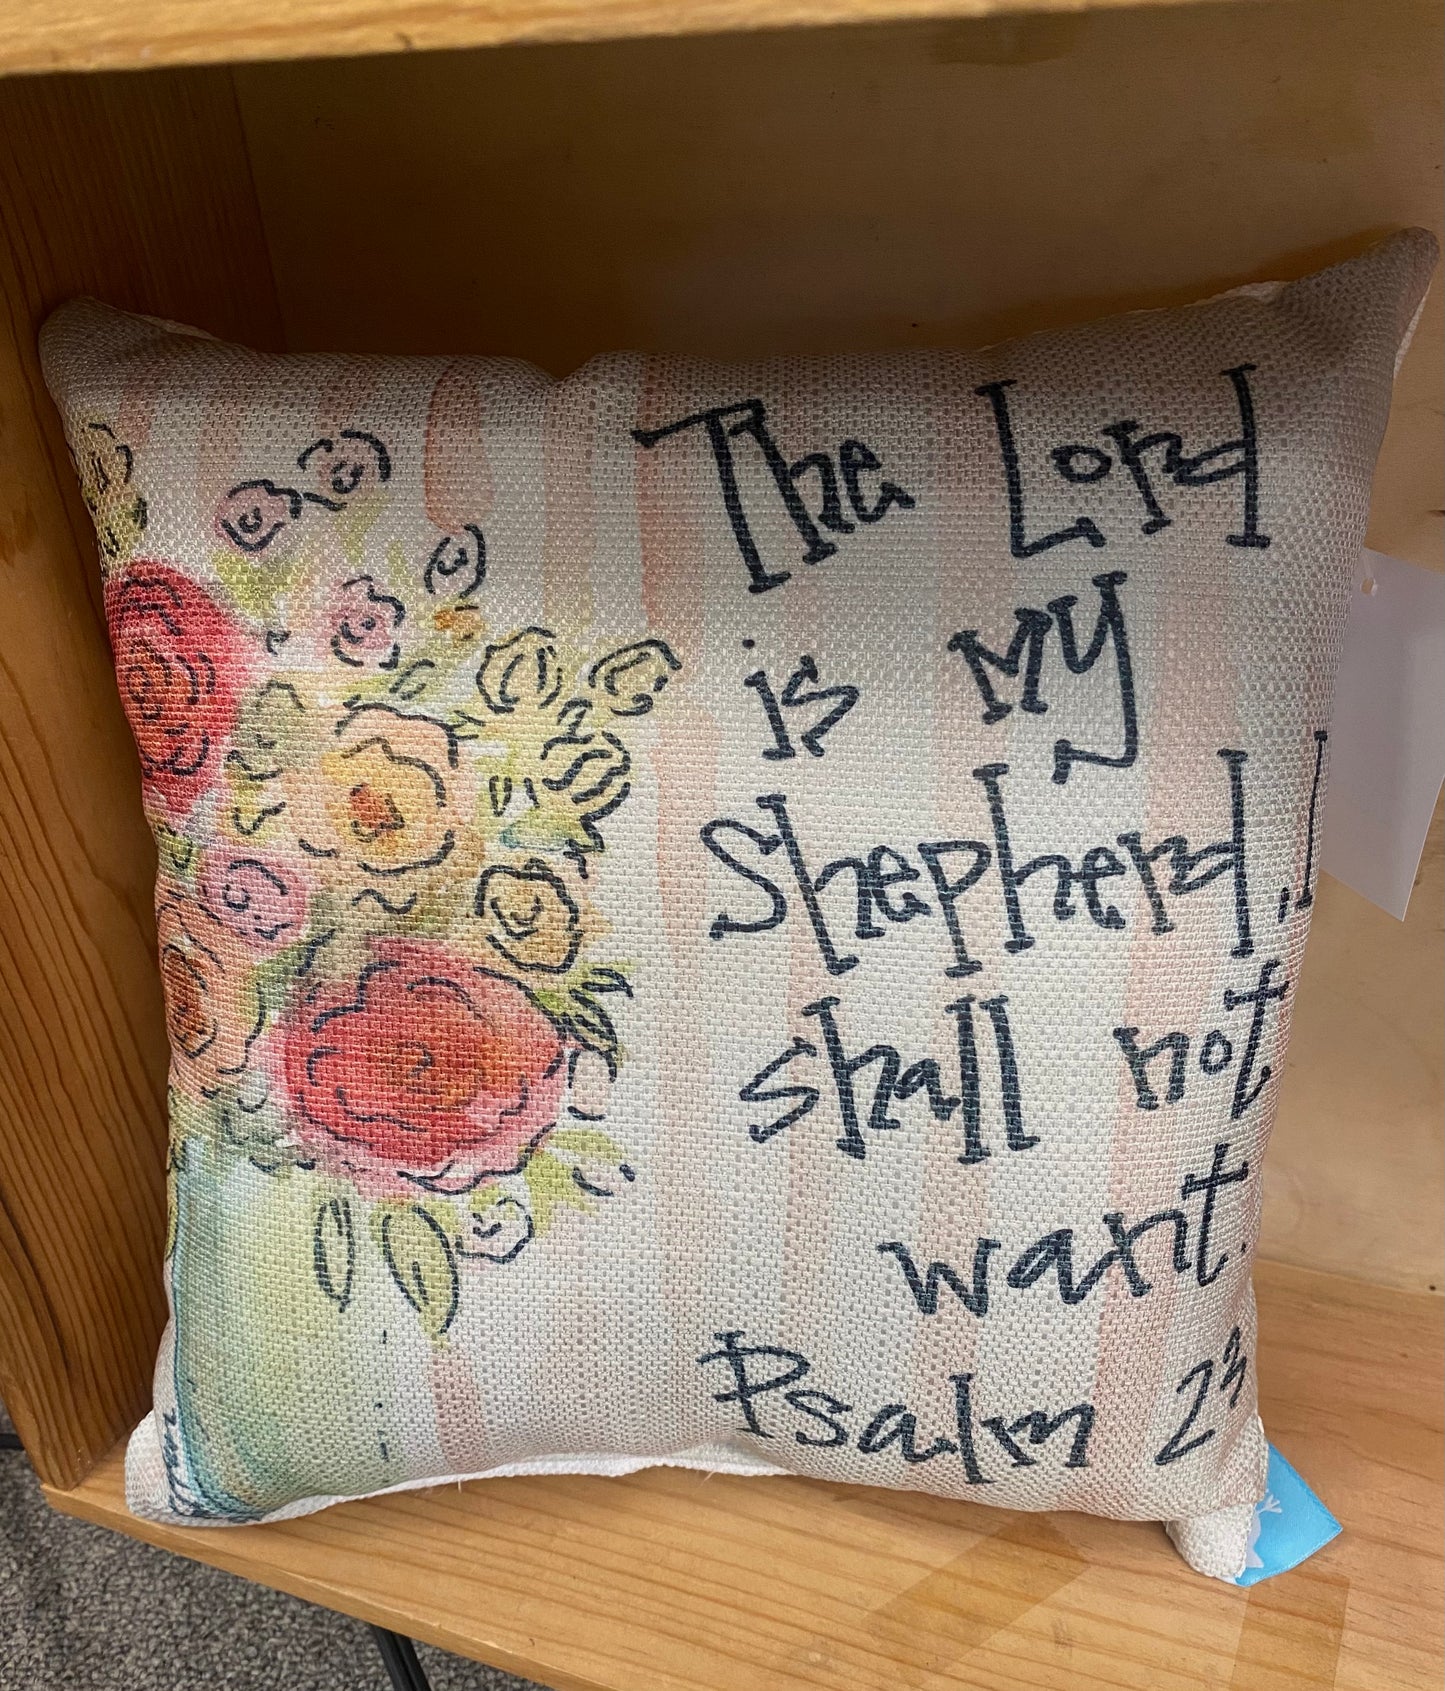 The Lord
is my
Shepherd. I
shall not
want.
Psalm 23